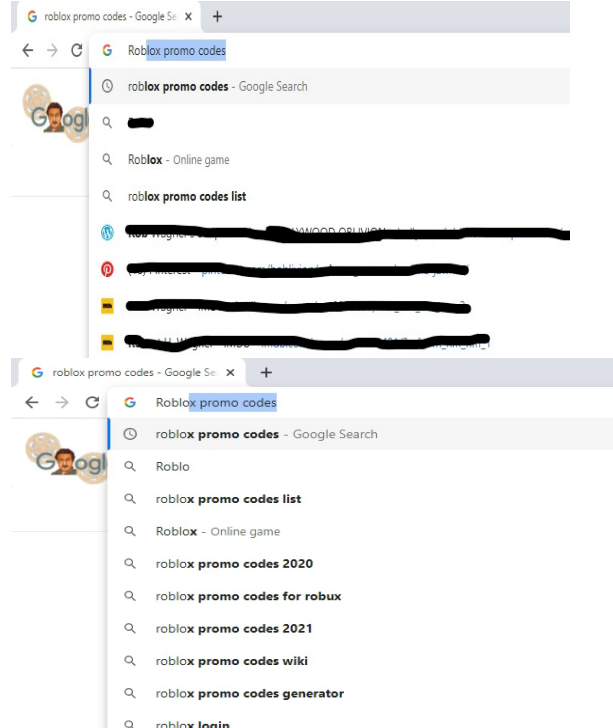 roblox promo codes - Google Se
Roblox promo codes
roblox promo codes - Google Search
Roblox - Online game
roblox promo codes list
roblox promo codes - Google Se
Roblox promo codes
roblox promo codes - Google Search
Roblo
roblox promo codes list
Roblox - Online game
roblox promo codes 2020
roblox promo codes for robux
roblox promo codes 2021
roblox promo codes wiki
roblox promo codes generator
roblox login